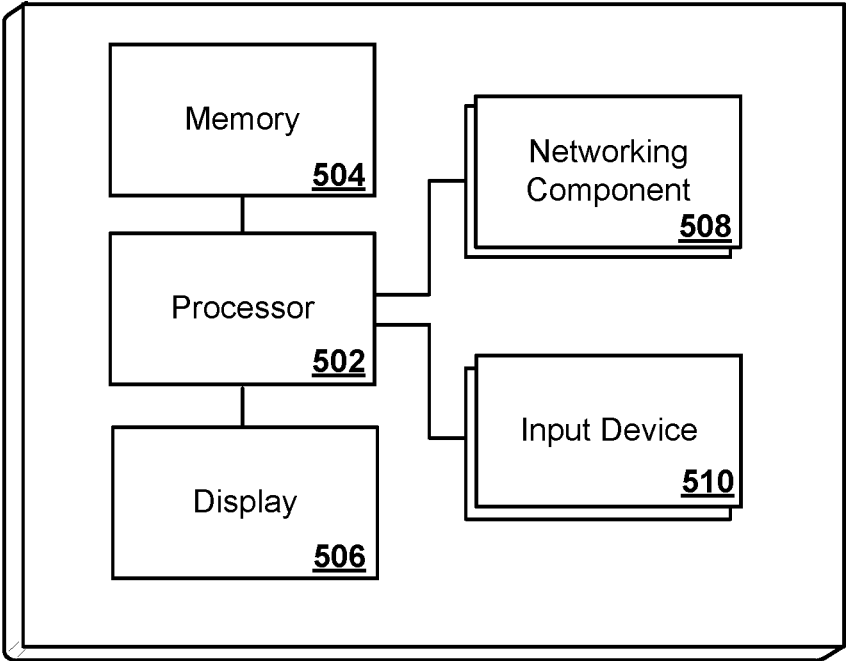 Memory
504
Networking
Component
508
Processor
502
Input Device
510
Display
506